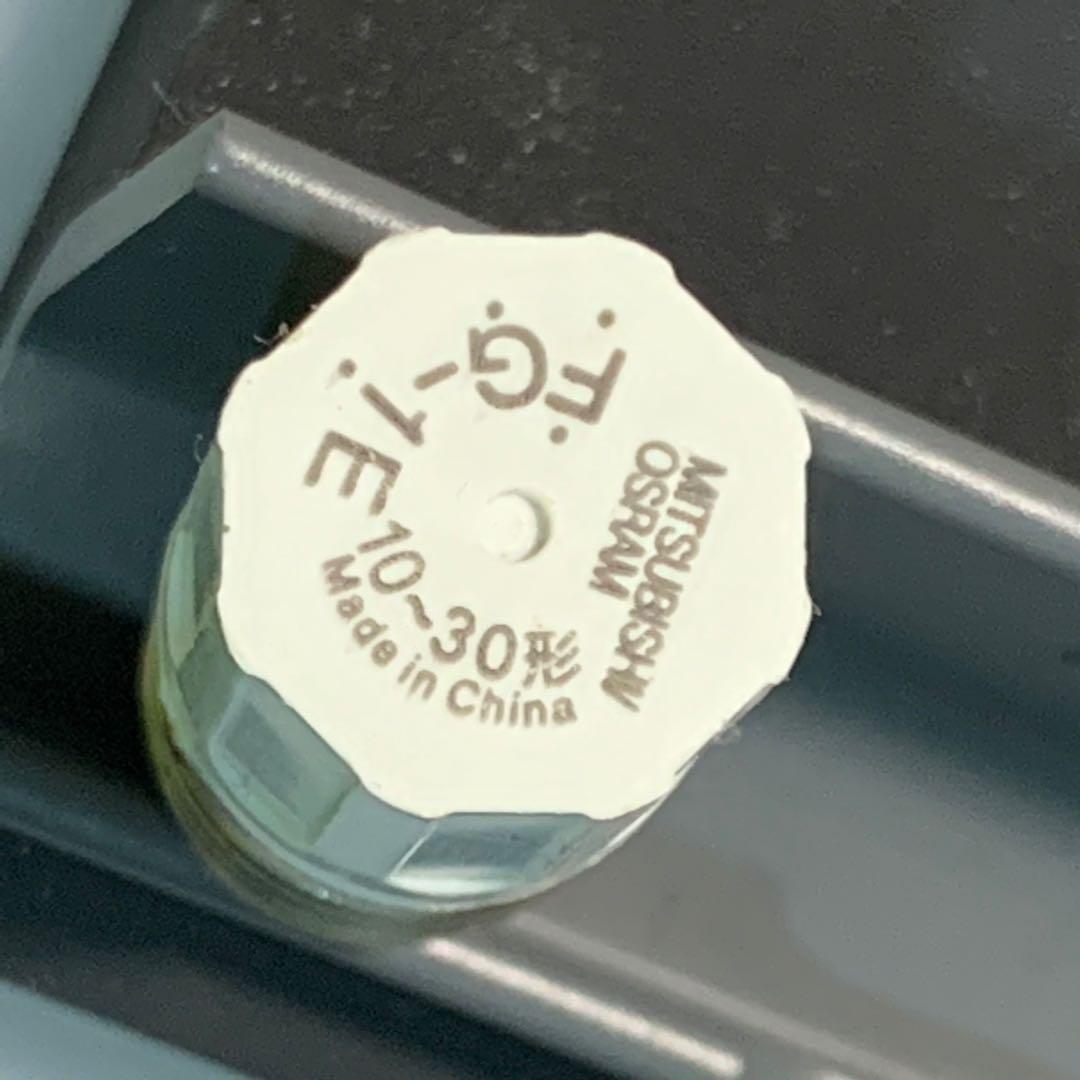 MITSUBISHI
OSRAM
FG-1E
10~30形
Made in China